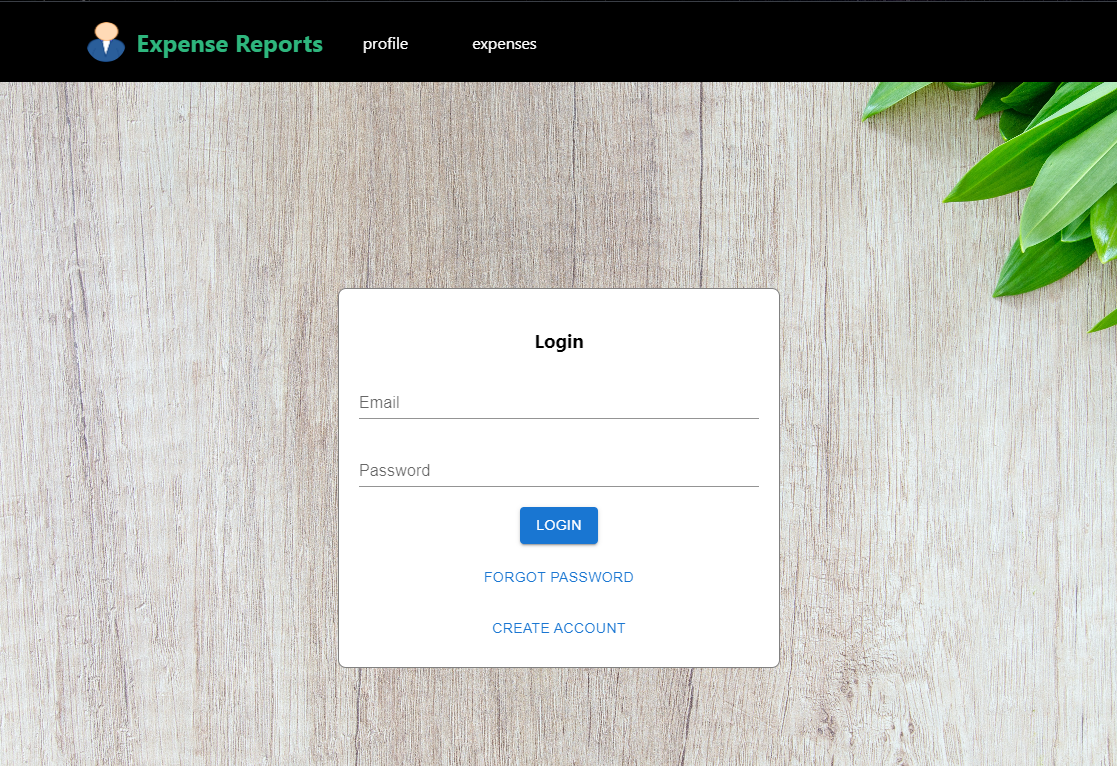 Expense Reports profile expenses
Login
Email
Password
LOGIN
FORGOT PASSWORD
CREATE ACCOUNT